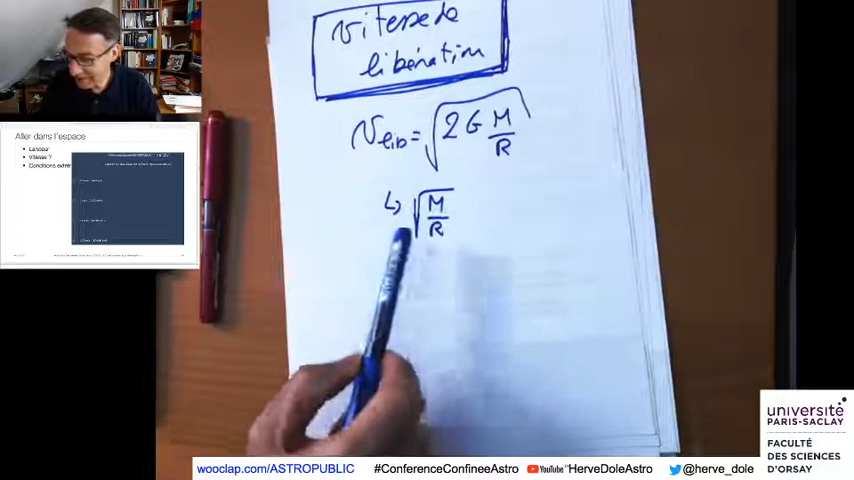 vitesse de
libération
Vlib = √2 G M/R
↳ √M/R
Aller dans l'espace
• Lanceur
• Vitesse ?
université
PARIS-SACLAY
FACULTÉ
DES SCIENCES
D'ORSAY
wooclap.com/ASTROPUBLIC #ConferenceConfineeAstro YouTube HerveDoleAstro @herve_dole